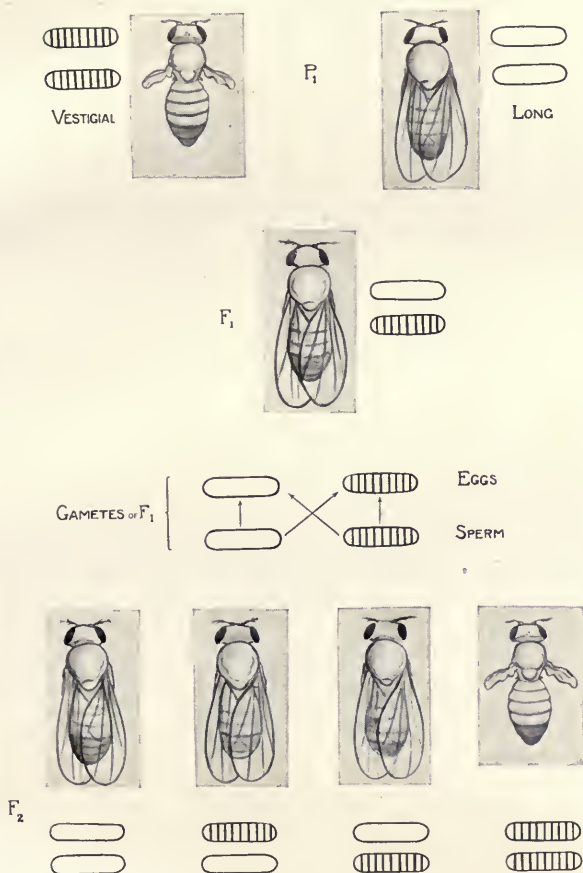 P₁
VESTIGIAL
LONG
F₁
GAMETES OF F₁
EGGS
SPERM
F₂